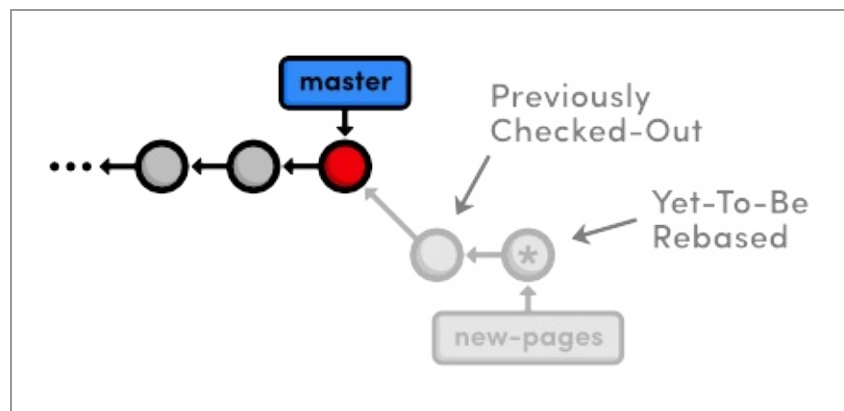 master
Previously
Checked-Out
Yet-To-Be
Rebased
*
new-pages